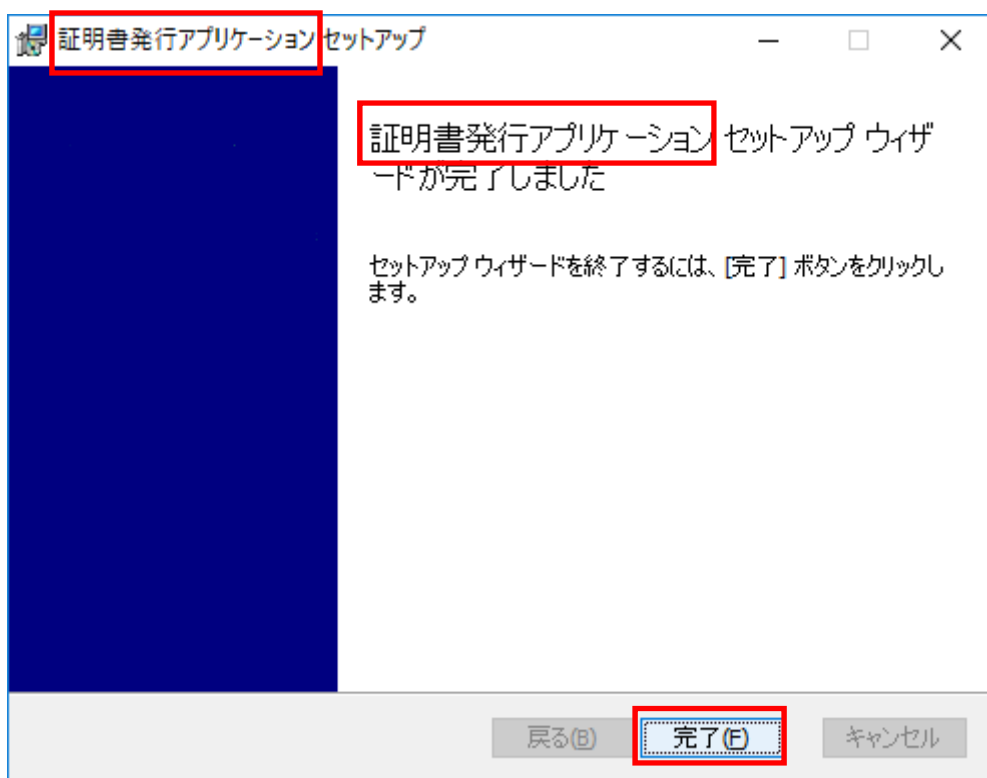 証明書発行アプリケーション セットアップ
証明書発行アプリケーション セットアップ ウィザ
ードが完了しました
セットアップ ウィザードを終了するには、[完了] ボタンをクリックし
ます。
戻る(B) 完了(F) キャンセル